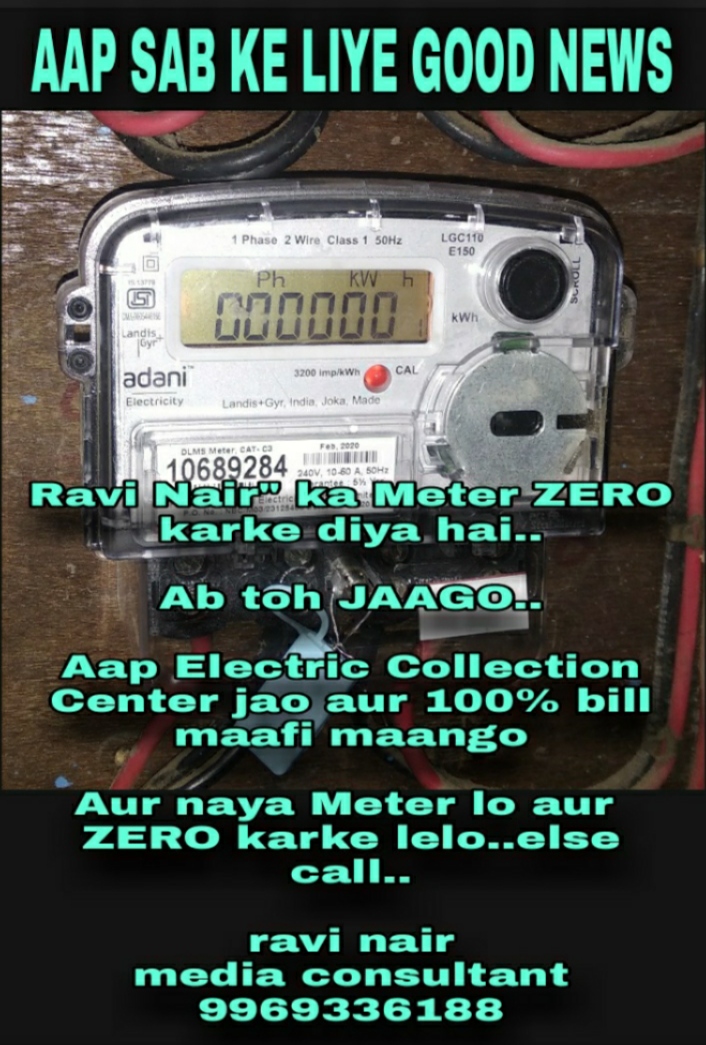 AAP SAB KE LIYE GOOD NEWS
1 Phase 2 Wire Class 1 50Hz
LGC110
E150
SCROLL
Ph kW h
000000
kWh
Landis
Gyr+
3200 imp/kWh
CAL
adani
Electricity
Landis+Gyr, India, Joka, Made
DLMS Meter, CAT- C2
Feb, 2020
10689284
240V, 10-60 A, 50Hz
Ravi Nair" ka Meter ZERO
karke diya hai..
Ab toh JAAGO..
Aap Electric Collection
Center jao aur 100% bill
maafi maango
Aur naya Meter lo aur
ZERO karke lelo..else
call..
ravi nair
media consultant
9969336188